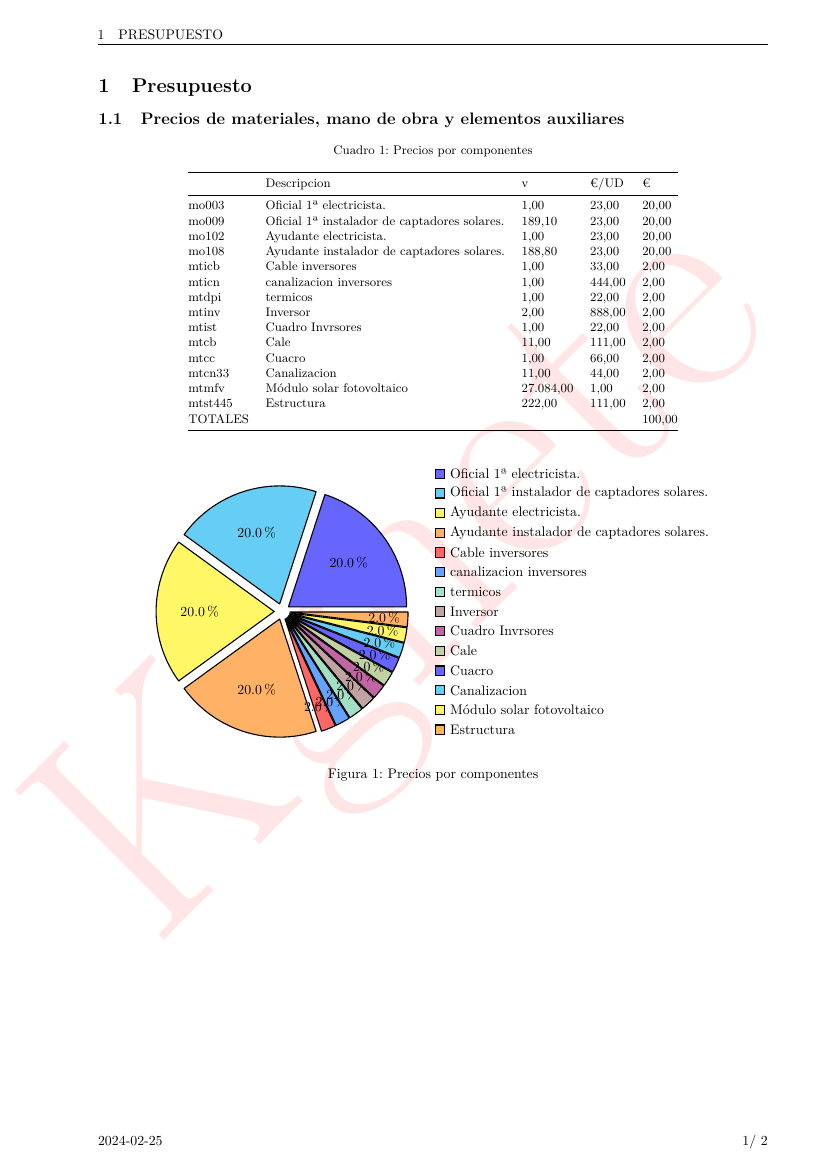 1 PRESUPUESTO
1 Presupuesto
1.1 Precios de materiales, mano de obra y elementos auxiliares
Cuadro 1: Precios por componentes
Descripcion v €/UD €
mo003 Oficial 1ª electricista. 1,00 23,00 20,00
mo009 Oficial 1ª instalador de captadores solares. 189,10 23,00 20,00
mo102 Ayudante electricista. 1,00 23,00 20,00
mo108 Ayudante instalador de captadores solares. 188,80 23,00 20,00
mticb Cable inversores 1,00 33,00 2,00
mticn canalizacion inversores 1,00 444,00 2,00
mtdpi termicos 1,00 22,00 2,00
mtinv Inversor 2,00 888,00 2,00
mtist Cuadro Invrsores 1,00 22,00 2,00
mtcb Cale 11,00 111,00 2,00
mtcc Cuacro 1,00 66,00 2,00
mtcn33 Canalizacion 11,00 44,00 2,00
mtmfv Módulo solar fotovoltaico 27.084,00 1,00 2,00
mtst445 Estructura 222,00 111,00 2,00
TOTALES 100,00
20.0 %
20.0 %
20.0 %
20.0 %
2.0 %
2.0 %
2.0 %
2.0 %
2.0 %
2.0 %
2.0 %
2.0 %
2.0 %
2.0 %
Oficial 1ª electricista.
Oficial 1ª instalador de captadores solares.
Ayudante electricista.
Ayudante instalador de captadores solares.
Cable inversores
canalizacion inversores
termicos
Inversor
Cuadro Invrsores
Cale
Cuacro
Canalizacion
Módulo solar fotovoltaico
Estructura
Figura 1: Precios por componentes
Kgnete
2024-02-25 1/ 2